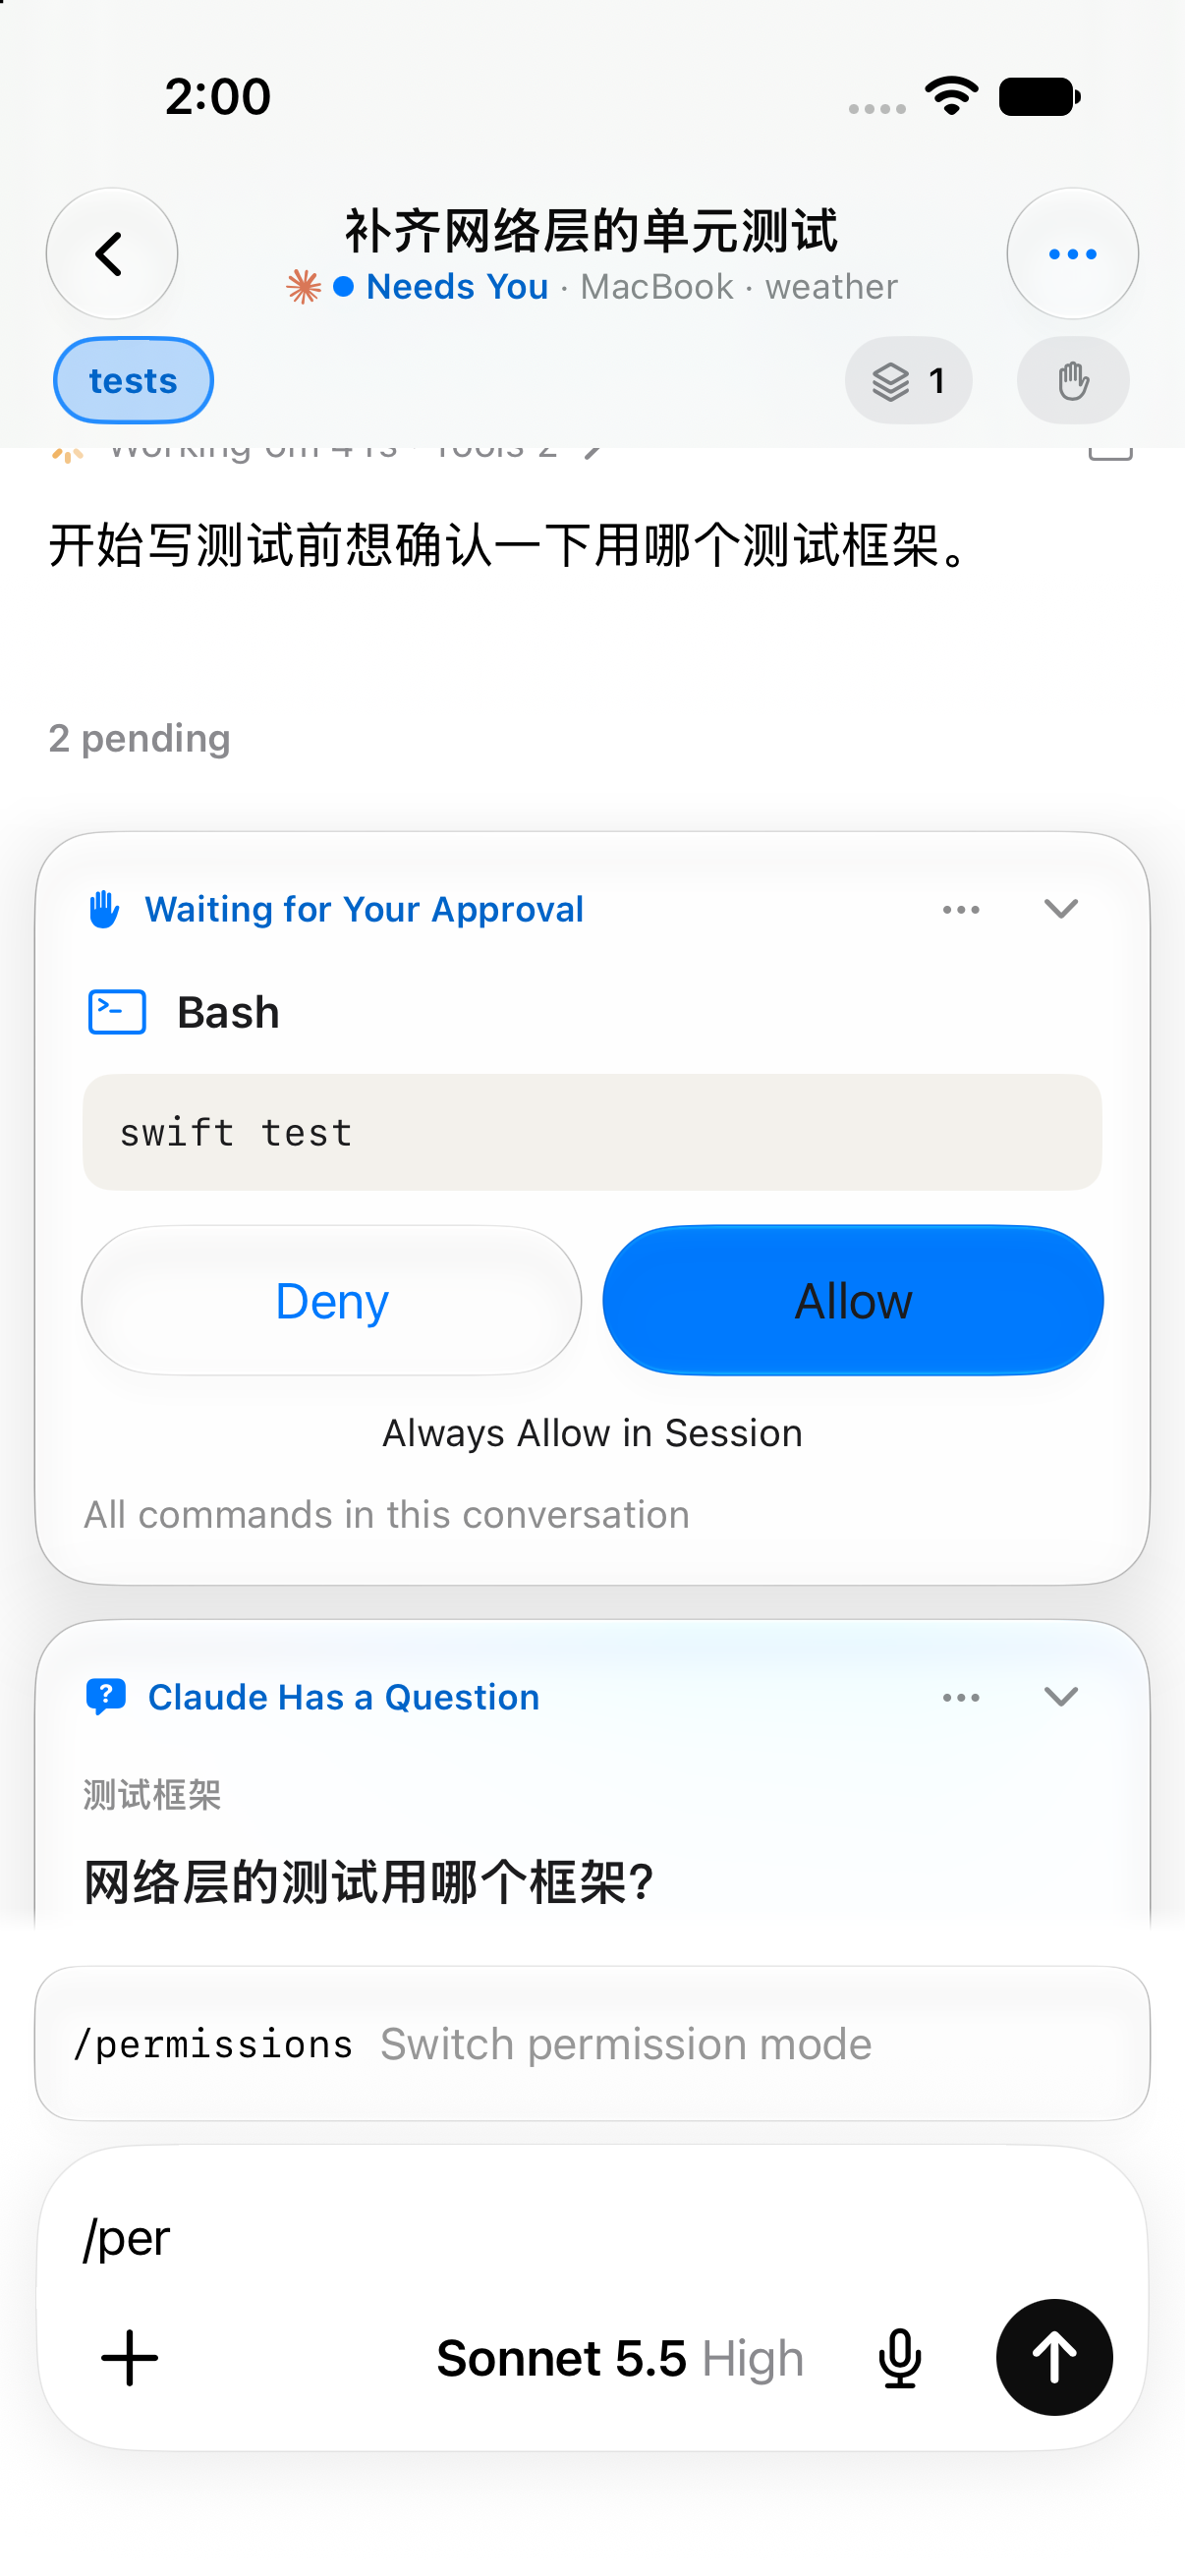 2:00
补齐网络层的单元测试
Needs You · MacBook · weather
tests
1
开始写测试前想确认一下用哪个测试框架。
2 pending
Waiting for Your Approval
Bash
swift test
Deny
Allow
Always Allow in Session
All commands in this conversation
Claude Has a Question
测试框架
网络层的测试用哪个框架?
/permissions Switch permission mode
/per
Sonnet 5.5 High